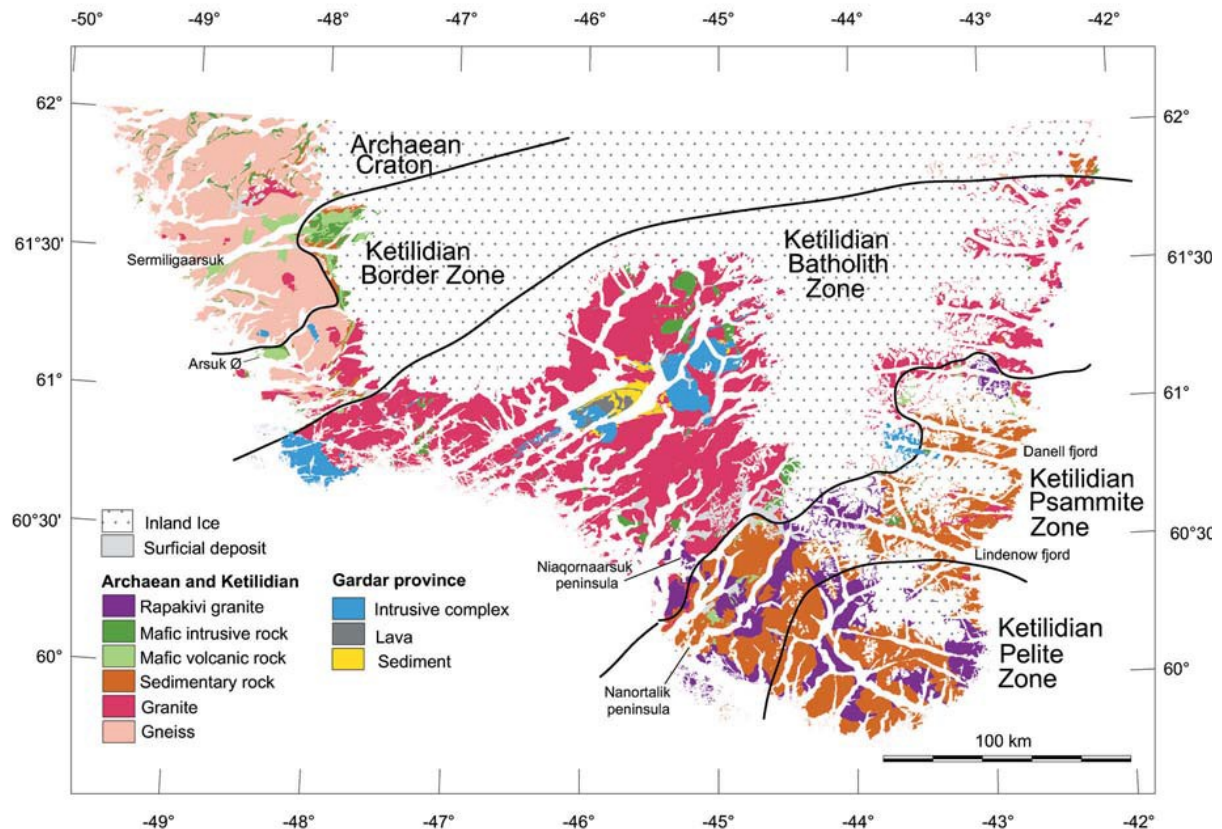 -50° -49° -48° -47° -46° -45° -44° -43° -42°
62°
62°
Archaean
Craton
61°30'
Sermiligaarsuk
Ketilidian
Border Zone
Ketilidian
Batholith
Zone
61°30'
Arsuk Ø
61°
61°
Danell fjord
Ketilidian
Psammite
Zone
60°30'
60°30'
Lindenow fjord
Niaqornaarsuk
peninsula
Ketilidian
Pelite
Zone
60°
60°
Nanortalik
peninsula
Inland Ice
Surficial deposit
Archaean and Ketilidian
Rapakivi granite
Mafic intrusive rock
Mafic volcanic rock
Sedimentary rock
Granite
Gneiss
Gardar province
Intrusive complex
Lava
Sediment
100 km
-49° -48° -47° -46° -45° -44° -43° -42°